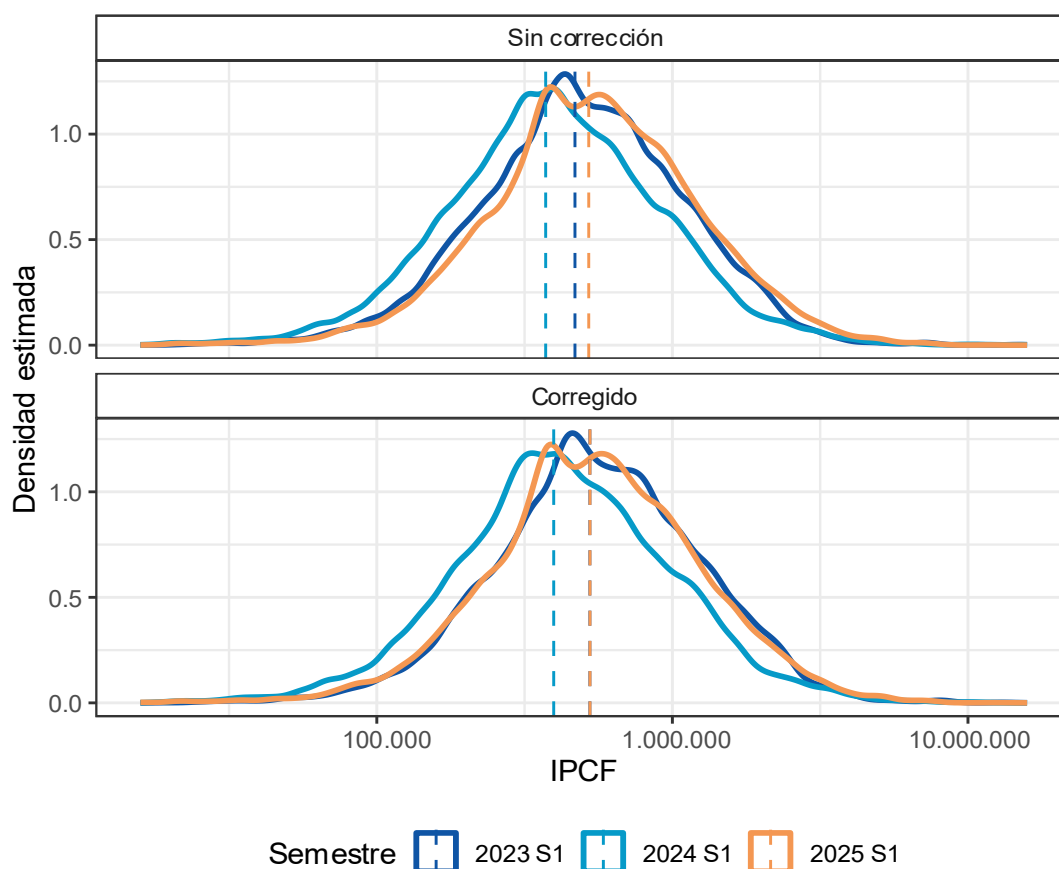 Sin corrección
1.0
0.5
0.0
Corregido
1.0
0.5
0.0
Densidad estimada
100.000 1.000.000 10.000.000
IPCF
Semestre 2023 S1 2024 S1 2025 S1